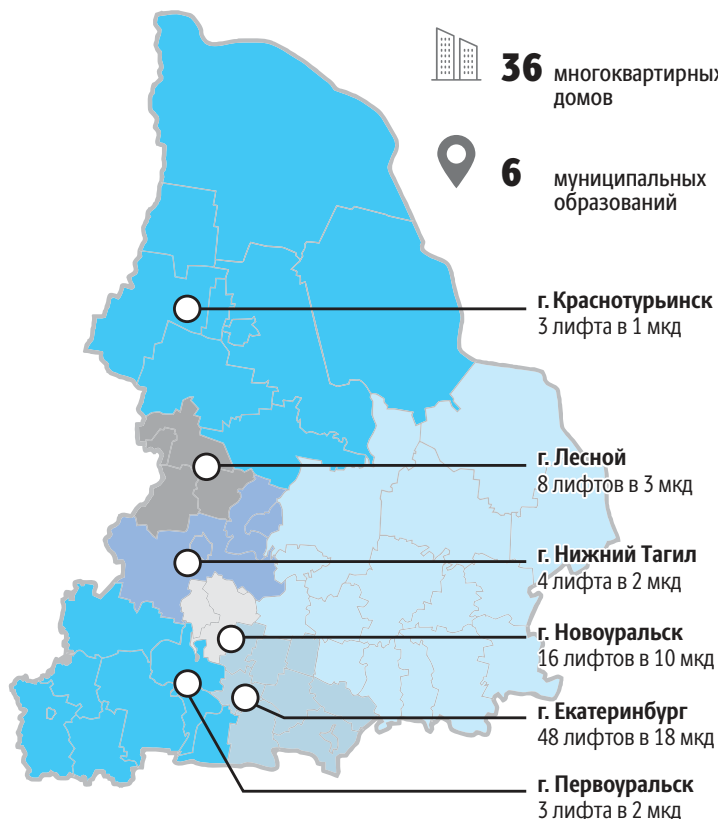 36 многоквартирных
домов
6 муниципальных
образований
г. Краснотурьинск
3 лифта в 1 мкд
г. Лесной
8 лифтов в 3 мкд
г. Нижний Тагил
4 лифта в 2 мкд
г. Новоуральск
16 лифтов в 10 мкд
г. Екатеринбург
48 лифтов в 18 мкд
г. Первоуральск
3 лифта в 2 мкд